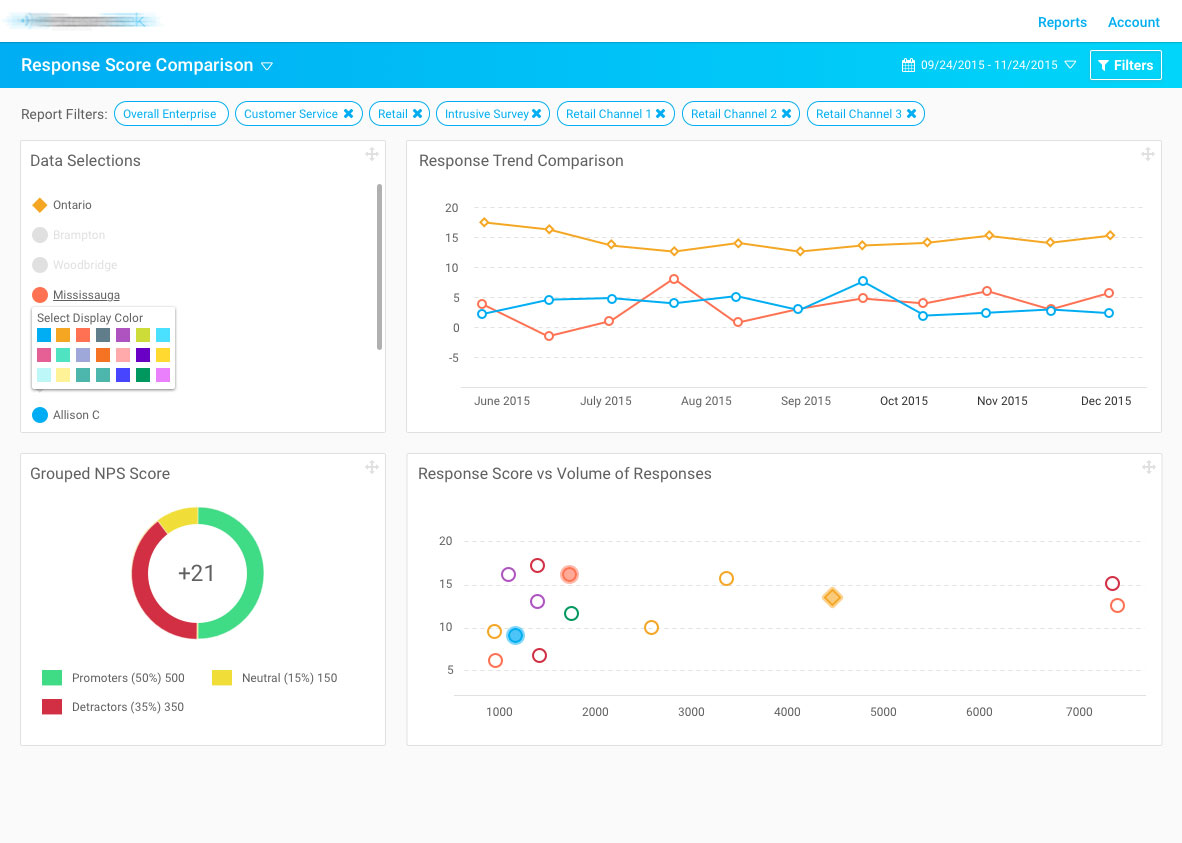 Reports Account
Response Score Comparison 09/24/2015 - 11/24/2015 Filters
Report Filters: Overall Enterprise Customer Service Retail Intrusive Survey Retail Channel 1 Retail Channel 2 Retail Channel 3
Data Selections
Ontario
Brampton
Woodbridge
Mississauga
Select Display Color
Allison C
Response Trend Comparison
20
15
10
5
0
-5
June 2015 July 2015 Aug 2015 Sep 2015 Oct 2015 Nov 2015 Dec 2015
Grouped NPS Score
+21
Promoters (50%) 500 Neutral (15%) 150
Detractors (35%) 350
Response Score vs Volume of Responses
20
15
10
5
1000 2000 3000 4000 5000 6000 7000